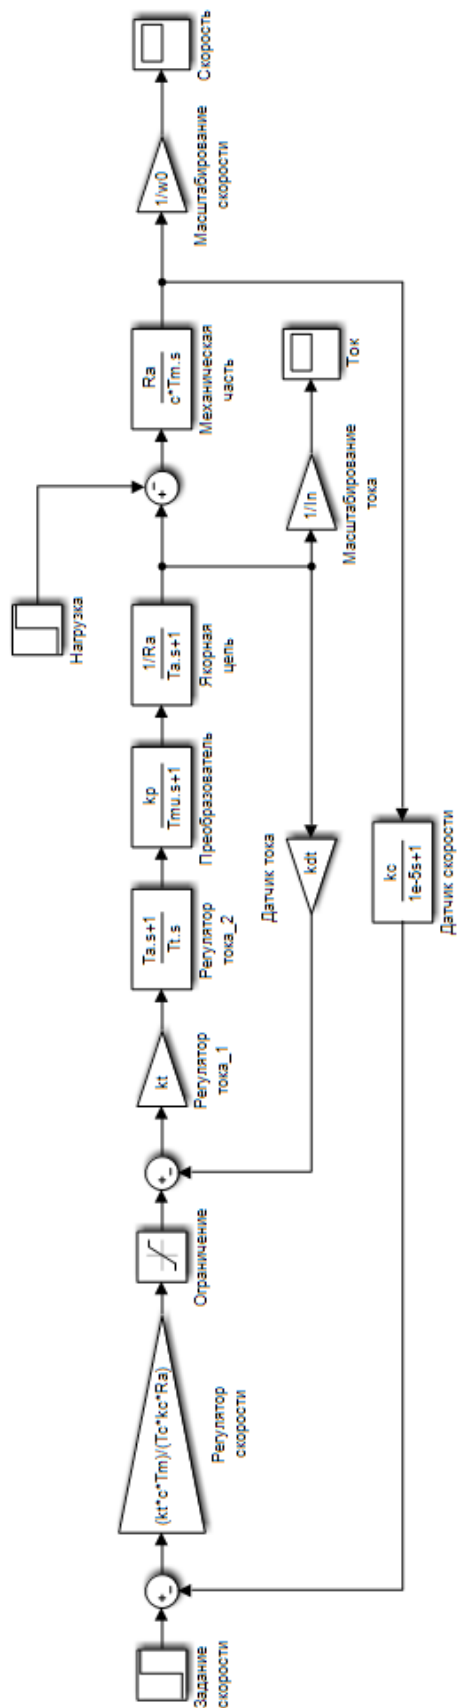 Задание
скорости
(kt*c*Tm)/(Tc*kc*Ra)
Регулятор
скорости
Ограничение
kt
Регулятор
тока_1
Ta.s+1
Tt.s
Регулятор
тока_2
kp
Tmu.s+1
Преобразователь
1/Ra
Ta.s+1
Якорная
цепь
Нагрузка
Ra
c*Tm.s
Механическая
часть
1/w0
Масштабирование
скорости
Скорость
1/In
Масштабирование
тока
Ток
Датчик тока
kdt
kc
1e-5s+1
Датчик скорости